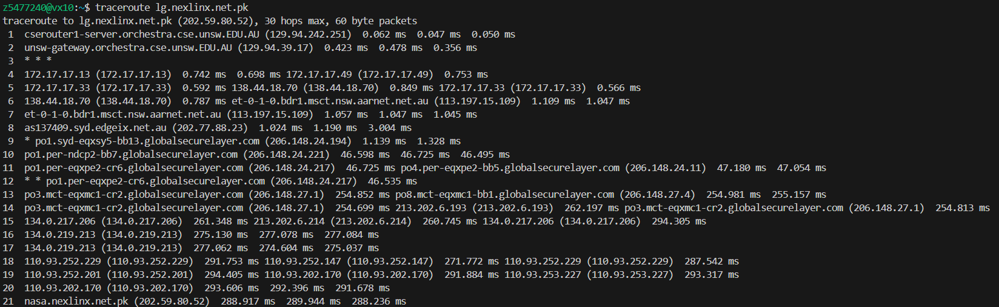 z5477240@vx10:~$ traceroute lg.nexlinx.net.pk
traceroute to lg.nexlinx.net.pk (202.59.80.52), 30 hops max, 60 byte packets
 1  cserouter1-server.orchestra.cse.unsw.EDU.AU (129.94.242.251)  0.062 ms  0.047 ms  0.050 ms
 2  unsw-gateway.orchestra.cse.unsw.EDU.AU (129.94.39.17)  0.423 ms  0.478 ms  0.356 ms
 3  * * *
 4  172.17.17.13 (172.17.17.13)  0.742 ms  0.698 ms 172.17.17.49 (172.17.17.49)  0.753 ms
 5  172.17.17.33 (172.17.17.33)  0.592 ms 138.44.18.70 (138.44.18.70)  0.849 ms 172.17.17.33 (172.17.17.33)  0.566 ms
 6  138.44.18.70 (138.44.18.70)  0.787 ms et-0-1-0.bdr1.msct.nsw.aarnet.net.au (113.197.15.109)  1.109 ms  1.047 ms
 7  et-0-1-0.bdr1.msct.nsw.aarnet.net.au (113.197.15.109)  1.057 ms  1.047 ms  1.045 ms
 8  as137409.syd.edgeix.net.au (202.77.88.23)  1.024 ms  1.190 ms  3.004 ms
 9  * po1.syd-eqxsy5-bb13.globalsecurelayer.com (206.148.24.194)  1.139 ms  1.328 ms
10  po1.per-ndcp2-bb7.globalsecurelayer.com (206.148.24.221)  46.598 ms  46.725 ms  46.495 ms
11  po1.per-eqxpe2-cr6.globalsecurelayer.com (206.148.24.217)  46.725 ms po4.per-eqxpe2-bb5.globalsecurelayer.com (206.148.24.11)  47.180 ms  47.054 ms
12  * * po1.per-eqxpe2-cr6.globalsecurelayer.com (206.148.24.217)  46.535 ms
13  po3.mct-eqxmc1-cr2.globalsecurelayer.com (206.148.27.1)  254.852 ms po8.mct-eqxmc1-bb1.globalsecurelayer.com (206.148.27.4)  254.981 ms  255.157 ms
14  po3.mct-eqxmc1-cr2.globalsecurelayer.com (206.148.27.1)  254.699 ms 213.202.6.193 (213.202.6.193)  262.197 ms po3.mct-eqxmc1-cr2.globalsecurelayer.com (206.148.27.1)  254.813 ms
15  134.0.217.206 (134.0.217.206)  261.348 ms 213.202.6.214 (213.202.6.214)  260.745 ms 134.0.217.206 (134.0.217.206)  294.305 ms
16  134.0.219.213 (134.0.219.213)  275.130 ms  277.078 ms  277.084 ms
17  134.0.219.213 (134.0.219.213)  277.062 ms  274.604 ms  275.037 ms
18  110.93.252.229 (110.93.252.229)  291.753 ms 110.93.252.147 (110.93.252.147)  271.772 ms 110.93.252.229 (110.93.252.229)  287.542 ms
19  110.93.252.201 (110.93.252.201)  294.405 ms 110.93.202.170 (110.93.202.170)  291.884 ms 110.93.253.227 (110.93.253.227)  293.317 ms
20  110.93.202.170 (110.93.202.170)  293.606 ms  292.396 ms  291.678 ms
21  nasa.nexlinx.net.pk (202.59.80.52)  288.917 ms  289.944 ms  288.236 ms